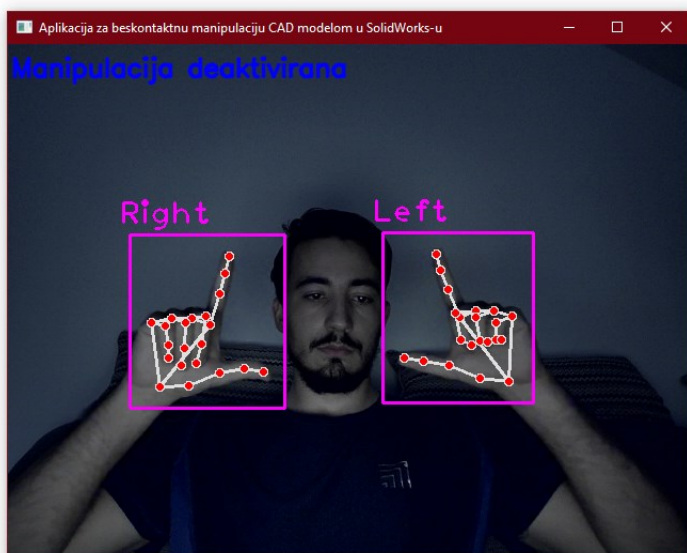 Aplikacija za beskontaktnu manipulaciju CAD modelom u SolidWorks-u
Manipulacija deaktivirana
Right
Left